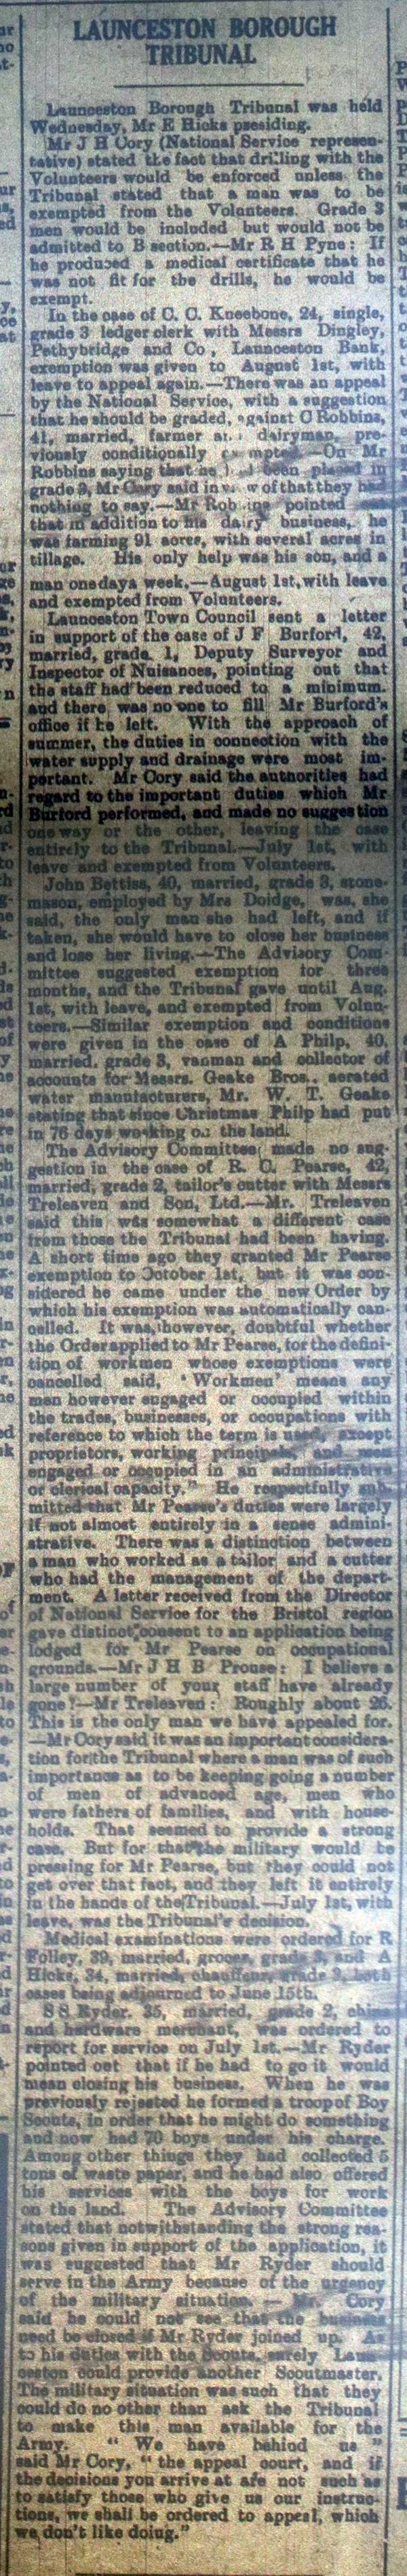 LAUNCESTON BOROUGH
TRIBUNAL
Launceston Borough Tribunal was held
Wednesday, Mr E Hicks presiding.
Mr J H Cory (National Service represen-
tative) stated the fact that drilling with the
Volunteers would be enforced unless the
Tribunal stated that a man was to be
exempted from the Volunteers. Grade 3
men would be included but would not be
admitted to B section.—Mr R H Pyne: If
he produced a medical certificate that he
was not fit for the drills, he would be
exempt.
In the case of C. C. Kneebone, 24, single,
grade 3 ledger clerk with Messrs Dingley,
Pethybridge and Co, Launceston Bank,
exemption was given to August 1st, with
leave to appeal again.—There was an appeal
by the National Service, with a suggestion
that he should be graded, against C Robbins,
41, married, farmer and dairyman, pre-
viously conditionally —On Mr
Robbins saying that he had been placed in
grade 3, Mr Cory said in view of that they had
nothing to say.—Mr Robbins pointed
that in addition to his dairy business, he
was farming 91 acres, with several acres in
tillage. His only help was his son, and a
man one days week.—August 1st, with leave
and exempted from Volunteers.
Launceston Town Council sent a letter
in support of the case of J F Burford, 42,
married, grade 1, Deputy Surveyor and
Inspector of Nuisances, pointing out that
the staff had been reduced to a minimum.
and there was no one to fill Mr Burford's
office if he left. With the approach of
summer, the duties in connection with the
water supply and drainage were most im-
portant. Mr Cory said the authorities had
regard to the important duties which Mr
Burford performed, and made no suggestion
one way or the other, leaving the case
entirely to the Tribunal.—July 1st, with
leave and exempted from Volunteers.
John Bettiss, 40, married, grade 3, stone-
mason, employed by Mrs Doidge, was, she
said, the only man she had left, and if
taken, she would have to close her business
and lose her living.—The Advisory Com-
mittee suggested exemption for three
months, and the Tribunal gave until Aug.
1st, with leave, and exempted from Volun-
teers.—Similar exemption and conditions
were given in the case of A Philp, 40,
married, grade 3, vanman and collector of
accounts for Messrs. Geake Bros., aerated
water manufacturers, Mr. W. T. Geake
stating that since Christmas Philp had put
in 76 days working on the land.
The Advisory Committee made no sug-
gestion in the case of R. C. Pearse, 42,
married, grade 2, tailor's cutter with Messrs
Treleaven and Son, Ltd.—Mr. Treleaven
said this was somewhat a different case
from those the Tribunal had been having.
A short time ago they granted Mr Pearse
exemption to October 1st, but it was con-
sidered he came under the new Order by
which his exemption was automatically can-
celled. It was, however, doubtful whether
the Order applied to Mr Pearse, for the defini-
tion of workmen whose exemptions were
cancelled said, "Workmen' means any
men however engaged or occupied within
the trades, businesses, or occupations with
reference to which the term is used, except
proprietors, working principals, and men
engaged or occupied in an administrative
or clerical capacity." He respectfully sub-
mitted that Mr Pearse's duties were largely
if not almost entirely in a sense admini-
strative. There was a distinction between
a man who worked as a tailor and a cutter
who had the management of the depart-
ment. A letter received from the Director
of National Service for the Bristol region
gave distinct consent to an application being
lodged for Mr Pearse on occupational
grounds.—Mr J H B Prouse: I believe a
large number of your staff have already
gone?—Mr Treleaven: Roughly about 26.
This is the only man we have appealed for.
—Mr Cory said it was an important considera-
tion for the Tribunal where a man was of such
importance as to be keeping going a number
of men of advanced age, men who
were fathers of families, and with house-
holds. That seemed to provide a strong
case. But for that the military would be
pressing for Mr Pearse, but they could not
get over that fact, and they left it entirely
in the hands of the Tribunal.—July 1st, with
leave, was the Tribunal's decision.
Medical examinations were ordered for R
Folley, 39, married, grocer, grade 3, and A
Hicks, 34, married, chauffeur, grade 3, both
cases being adjourned to June 15th.
S S Ryder, 35, married, grade 2, china
and hardware merchant, was ordered to
report for service on July 1st.—Mr Ryder
pointed out that if he had to go it would
mean closing his business. When he was
previously rejected he formed a troop of Boy
Scouts, in order that he might do something
and now had 70 boys under his charge.
Among other things they had collected 5
tons of waste paper, and he had also offered
his services with the boys for work
on the land. The Advisory Committee
stated that notwithstanding the strong rea-
sons given in support of the application, it
was suggested that Mr Ryder should
serve in the Army because of the urgency
of the military situation. — Mr. Cory
said he could not see that the business
need be closed if Mr Ryder joined up. As
to his duties with the Scouts, surely Laun-
ceston could provide another Scoutmaster.
The military situation was such that they
could do no other than ask the Tribunal
to make this man available for the
Army. "We have behind us"
said Mr Cory, "the appeal court, and if
the decisions you arrive at are not such as
to satisfy those who give us our instruc-
tions, we shall be ordered to appeal, which
we don't like doing."